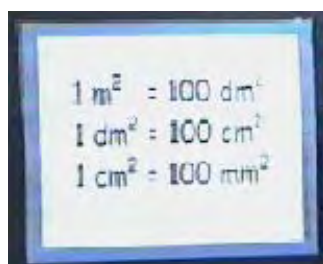 1 m² = 100 dm²
1 dm² = 100 cm²
1 cm² = 100 mm²